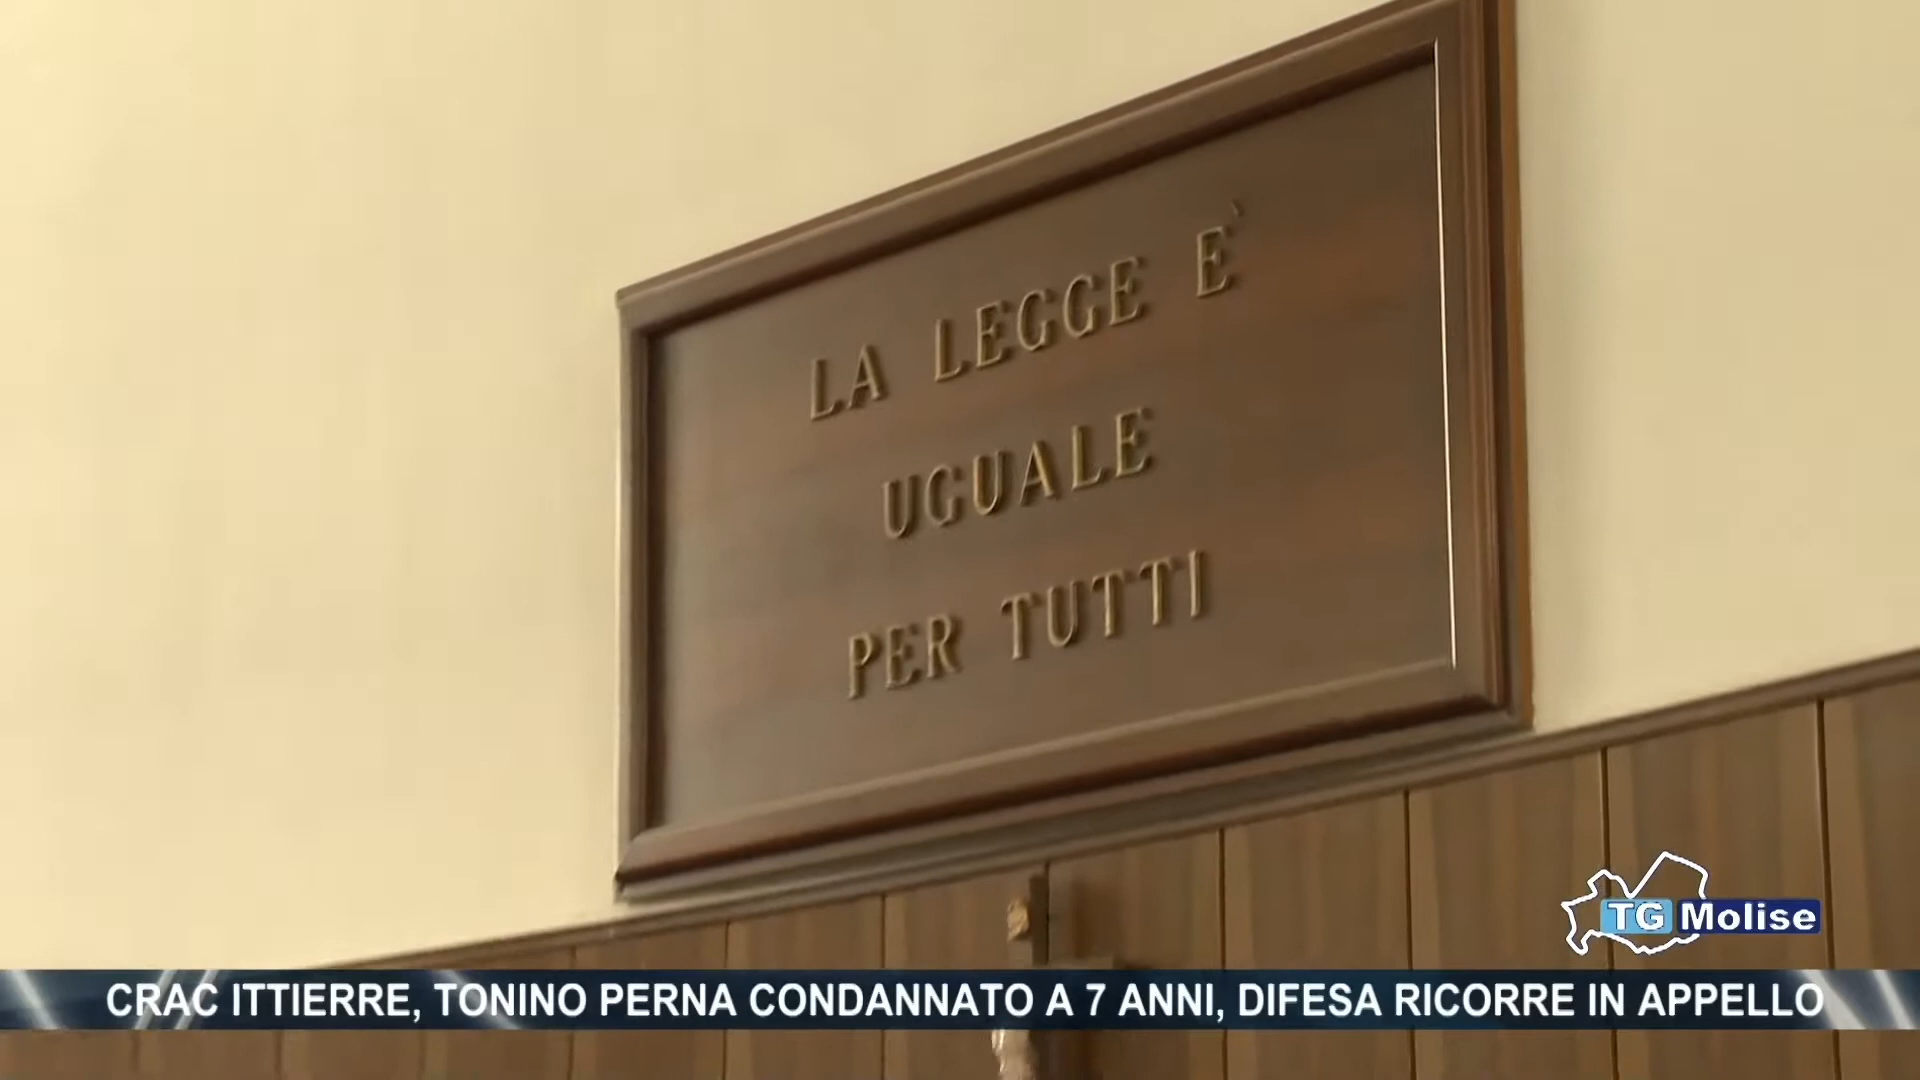 LA LEGGE E'
UGUALE
PER TUTTI
TG Molise
CRAC ITTIERRE, TONINO PERNA CONDANNATO A 7 ANNI, DIFESA RICORRE IN APPELLO